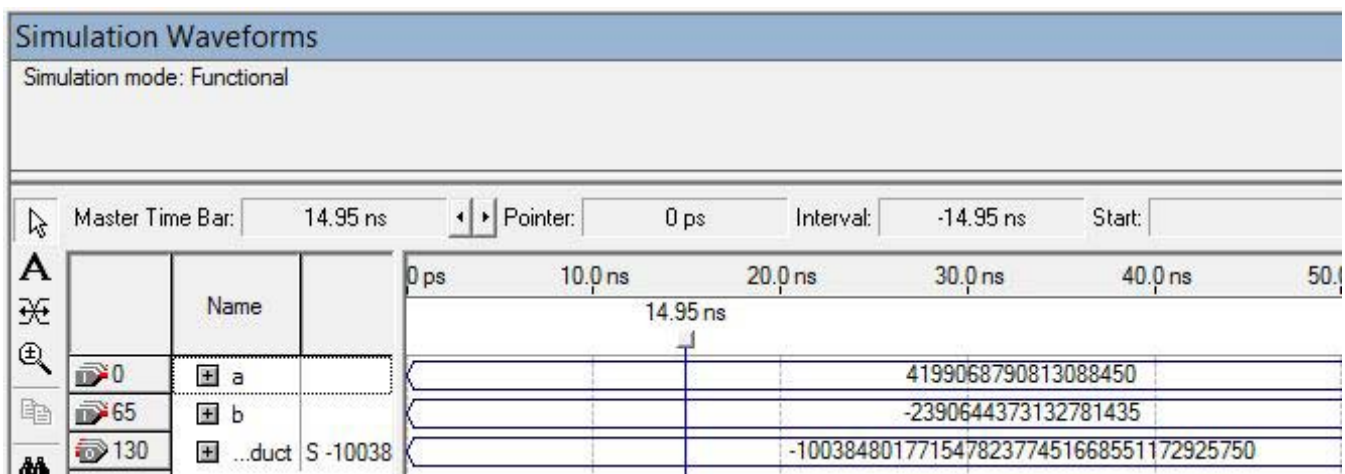 Simulation Waveforms
Simulation mode: Functional
Master Time Bar: 14.95 ns Pointer: 0 ps Interval: -14.95 ns Start:
A
Name
0 ps 10.0 ns 20.0 ns 30.0 ns 40.0 ns 50.
14.95 ns
0 a 4199068790813088450
65 b -2390644373132781435
130 ...duct S -10038 -10038480177154782377451668551172925750